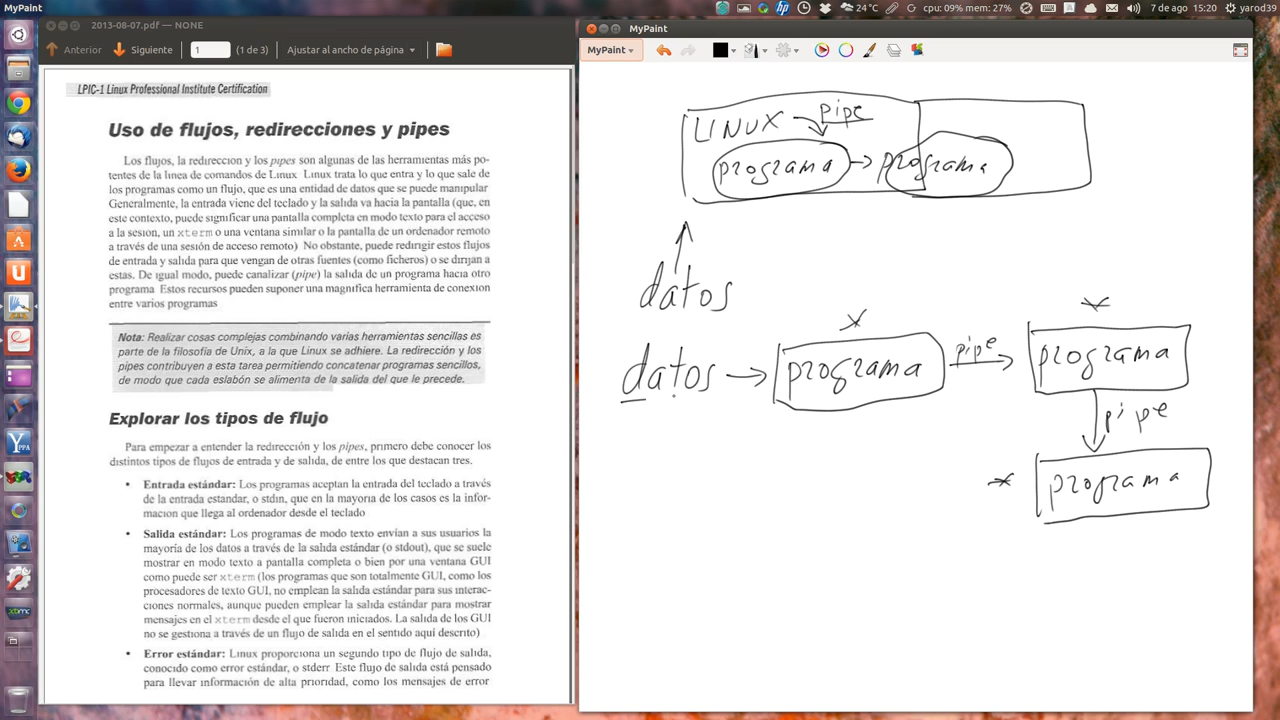 MyPaint
24°C
cpu: 09% mem: 27%
7 de ago 15:20
yarod39
2013-08-07.pdf — NONE
Anterior
Siguiente
1
(1 de 3)
Ajustar al ancho de página
LPIC-1 Linux Professional Institute Certification
Uso de flujos, redirecciones y pipes
Los flujos, la redirección y los pipes son algunas de las herramientas más po-
tentes de la línea de comandos de Linux Linux trata lo que entra y lo que sale de
los programas como un flujo, que es una entidad de datos que se puede manipular
Generalmente, la entrada viene del teclado y la salida va hacia la pantalla (que, en
este contexto, puede significar una pantalla completa en modo texto para el acceso
a la sesión, un xterm o una ventana similar o la pantalla de un ordenador remoto
a través de una sesión de acceso remoto) No obstante, puede redirigir estos flujos
de entrada y salida para que vengan de otras fuentes (como ficheros) o se dirijan a
estas. De igual modo, puede canalizar (pipe) la salida de un programa hacia otro
programa Estos recursos pueden suponer una magnífica herramienta de conexión
entre varios programas
Nota: Realizar cosas complejas combinando varias herramientas sencillas es
parte de la filosofía de Unix, a la que Linux se adhiere. La redirección y los
pipes contribuyen a esta tarea permitiendo concatenar programas sencillos,
de modo que cada eslabón se alimenta de la salida del que le precede.
Explorar los tipos de flujo
Para empezar a entender la redirección y los pipes, primero debe conocer los
distintos tipos de flujos de entrada y de salida, de entre los que destacan tres.
• Entrada estándar: Los programas aceptan la entrada del teclado a través
de la entrada estandar, o stdin, que en la mayoría de los casos es la infor-
macion que llega al ordenador desde el teclado
• Salida estándar: Los programas de modo texto envían a sus usuarios la
mayoría de los datos a través de la salida estándar (o stdout), que se suele
mostrar en modo texto a pantalla completa o bien por una ventana GUI
como puede ser xterm (los programas que son totalmente GUI, como los
procesadores de texto GUI, no emplean la salida estándar para sus interac-
ciones normales, aunque pueden emplear la salida estándar para mostrar
mensajes en el xterm desde el que fueron iniciados. La salida de los GUI
no se gestiona a través de un flujo de salida en el sentido aquí descrito)
• Error estándar: Linux proporciona un segundo tipo de flujo de salida,
conocido como error estándar, o stderr Este flujo de salida está pensado
para llevar información de alta prioridad, como los mensajes de error
MyPaint
MyPaint
LINUX pipe
programa programa
datos
datos programa pipe programa
pipe
programa